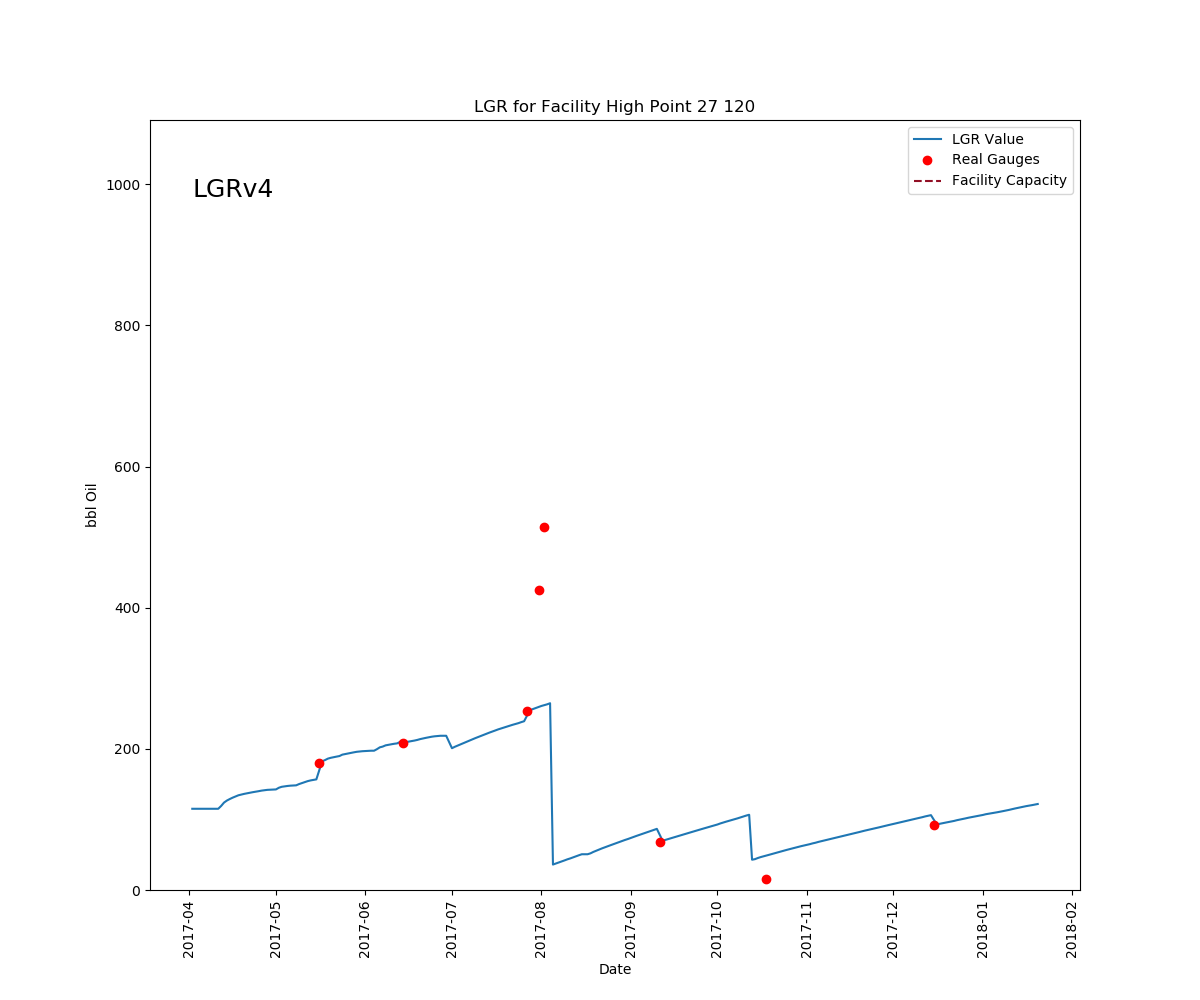 LGR for Facility High Point 27 120
LGR Value
Real Gauges
Facility Capacity
LGRv4
1000
800
600
400
200
0
bbl Oil
2017-04
2017-05
2017-06
2017-07
2017-08
2017-09
2017-10
2017-11
2017-12
2018-01
2018-02
Date